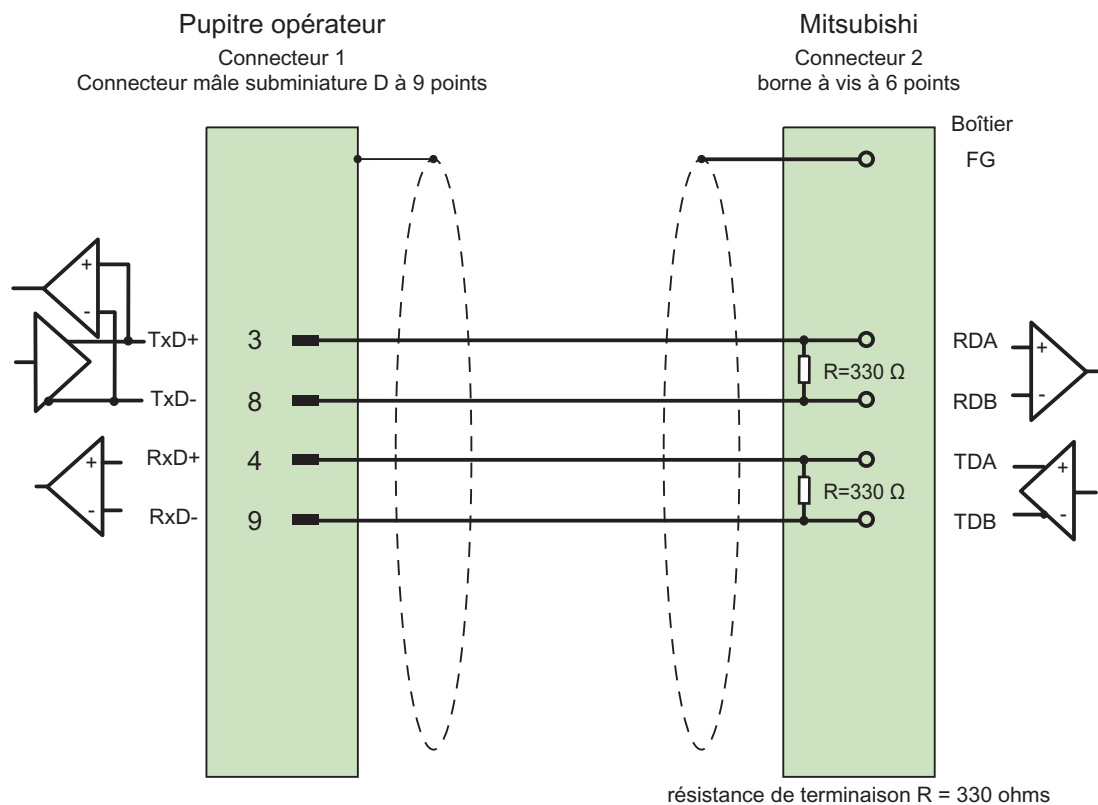 Pupitre opérateur
Connecteur 1
Connecteur mâle subminiature D à 9 points
Mitsubishi
Connecteur 2
borne à vis à 6 points
Boîtier
FG
+
-
TxD+
3
R=330 Ω
RDA
+
TxD-
8
RDB
-
RxD+
4
+
R=330 Ω
TDA
+
RxD-
9
-
TDB
-
résistance de terminaison R = 330 ohms